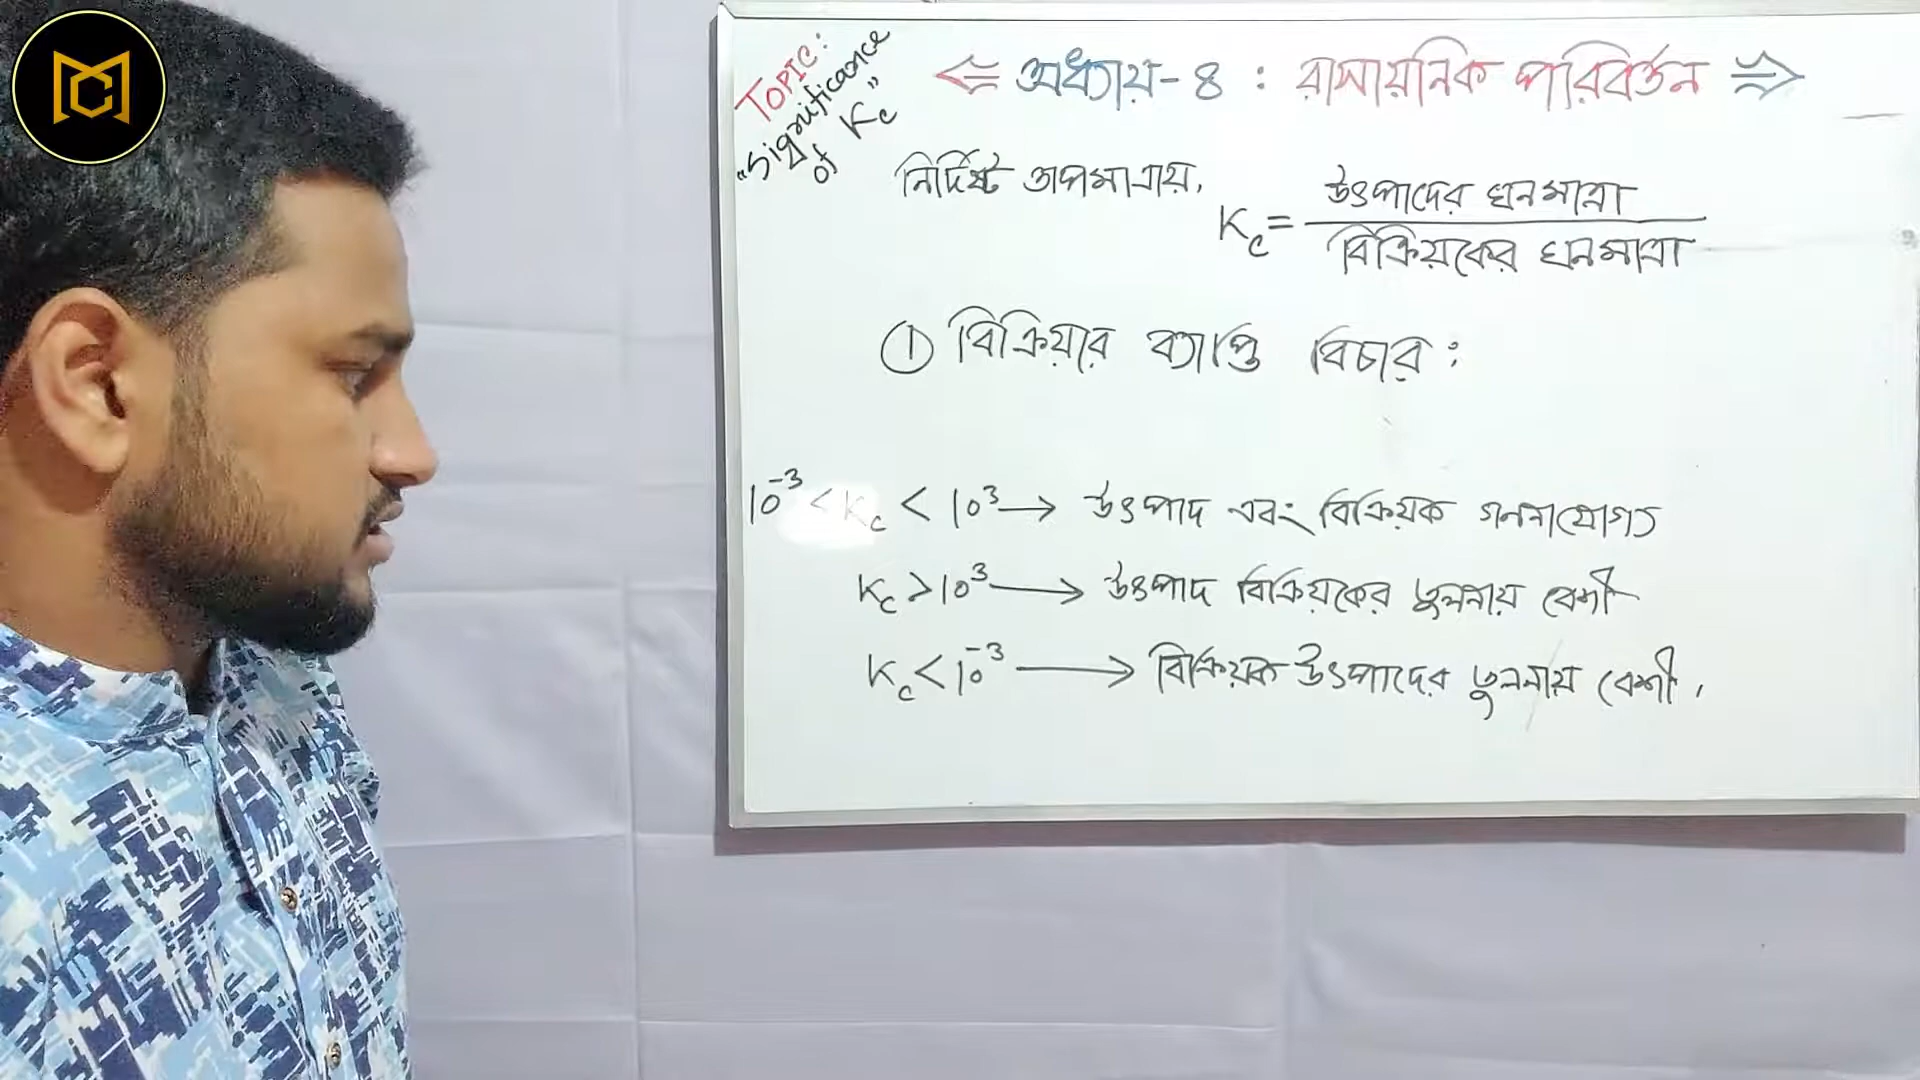 TOPIC:
"Significance
of Kc"
<= অধ্যায়-৪ : রাসায়নিক পরিবর্তন =>
নির্দিষ্ট তাপমাত্রায়,
Kc = উৎপাদের ঘনমাত্রা / বিক্রিয়কের ঘনমাত্রা
① বিক্রিয়ার ব্যাপ্তি বিচার :
10⁻³ < Kc < 10³ → উৎপাদ এবং বিক্রিয়ক গননাযোগ্য
Kc > 10³ → উৎপাদ বিক্রিয়কের তুলনায় বেশী
Kc < 10⁻³ → বিক্রিয়ক উৎপাদের তুলনায় বেশী,